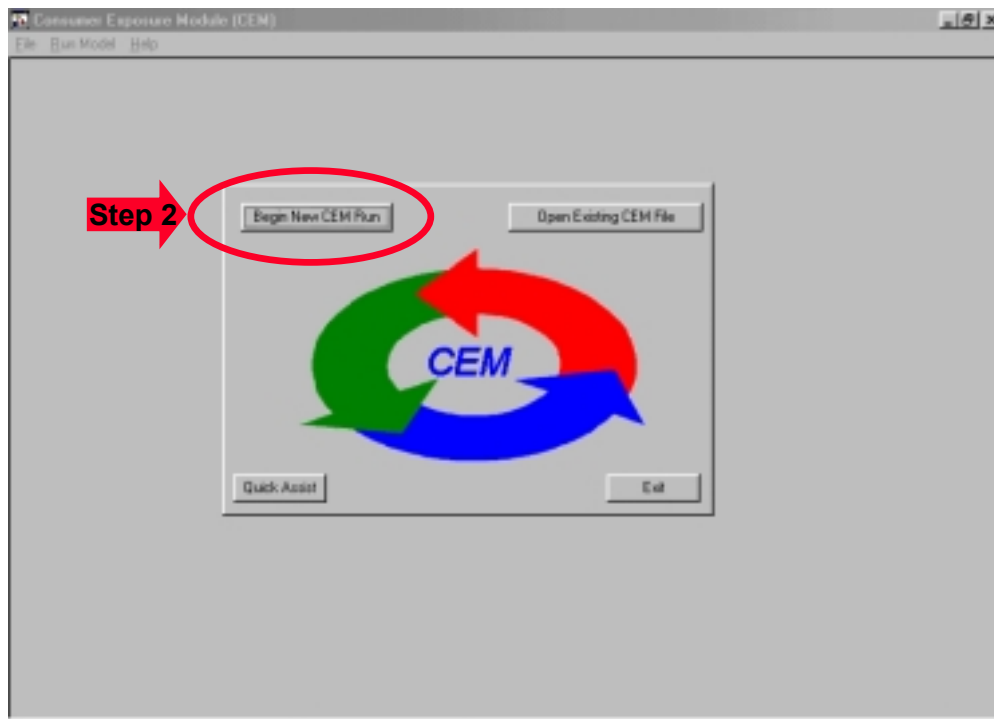 Consumer Exposure Module (CEM)
File Run Model Help
Step 2
Begin New CEM Run
Open Existing CEM File
CEM
Quick Assist
Exit